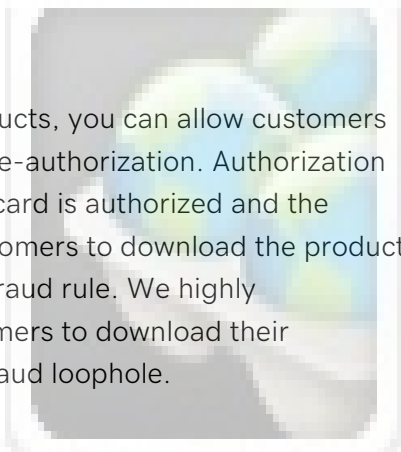 ucts, you can allow customers
e-authorization. Authorization
card is authorized and the
omers to download the product
raud rule. We highly
mers to download their
aud loophole.